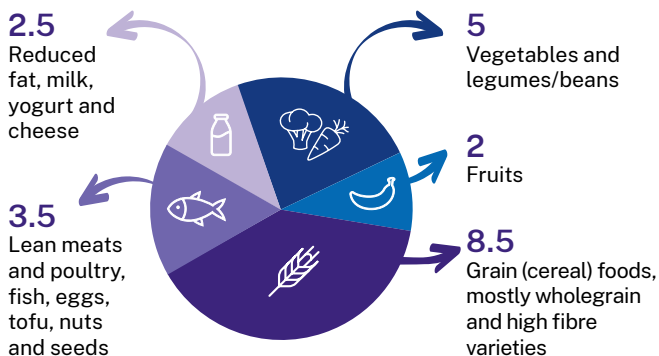 2.5
Reduced
fat, milk,
yogurt and
cheese
5
Vegetables and
legumes/beans
2
Fruits
3.5
Lean meats
and poultry,
fish, eggs,
tofu, nuts
and seeds
8.5
Grain (cereal) foods,
mostly wholegrain
and high fibre
varieties